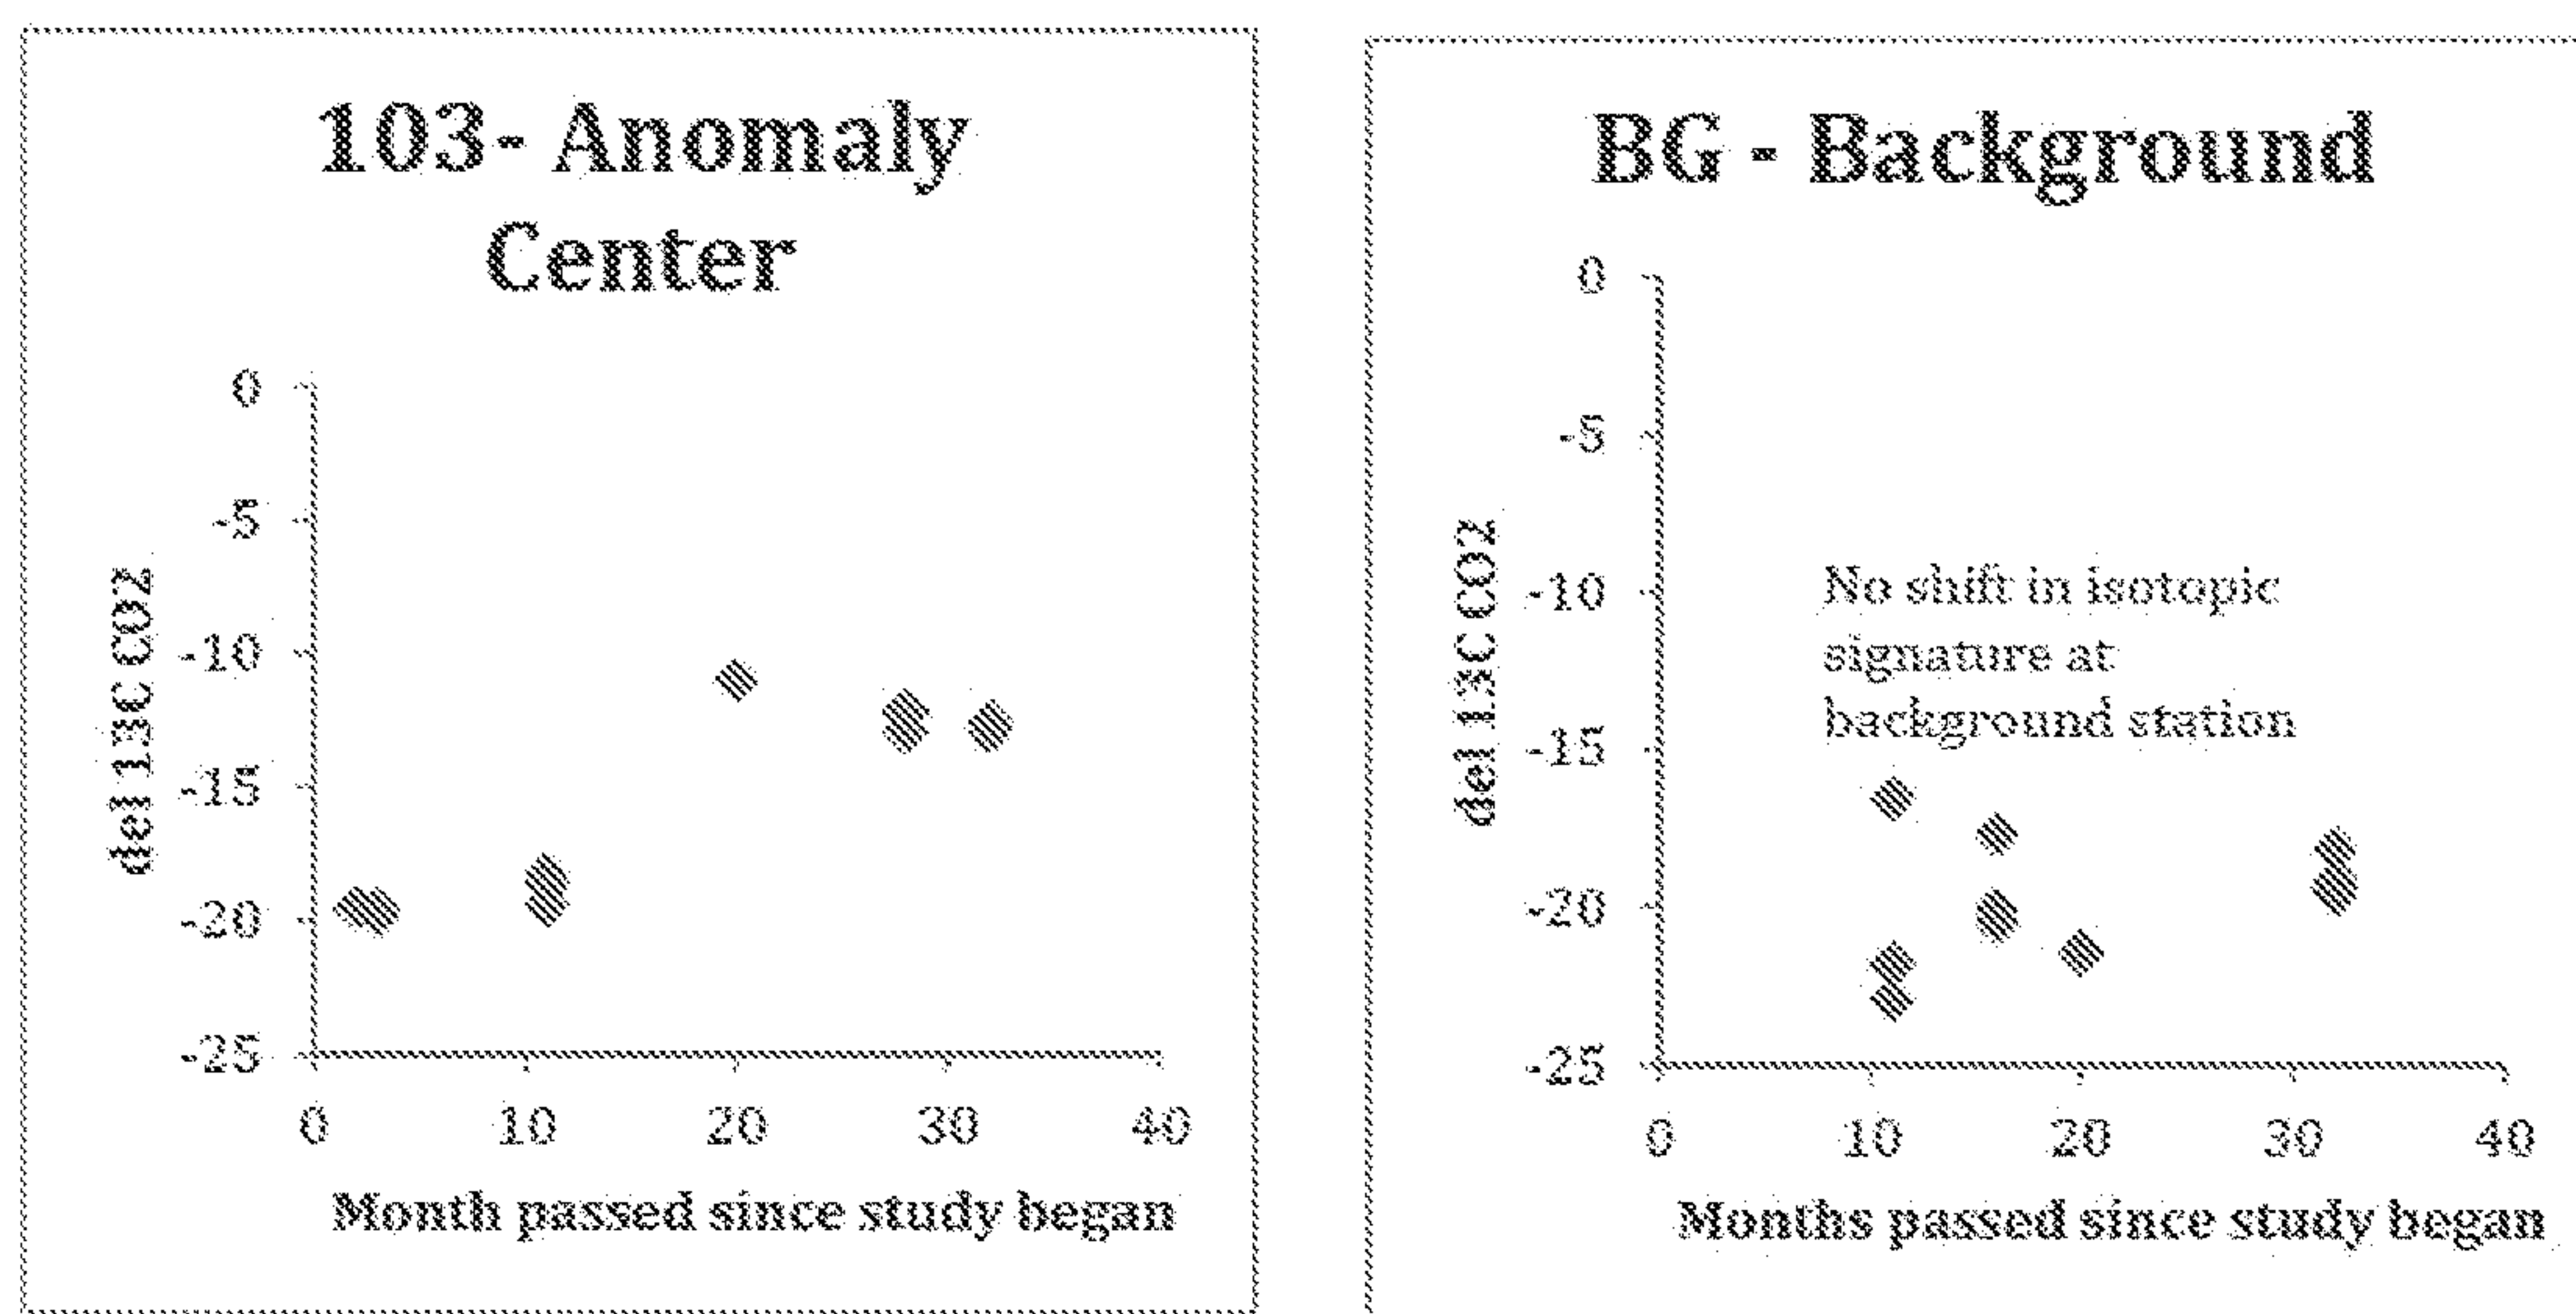 103- Anomaly
Center
0
-5
-10
-15
-20
-25
del 13C CO2
0 10 20 30 40
Month passed since study began
BG - Background
0
-5
-10
-15
-20
-25
del 13C CO2
No shift in isotopic
signature at
background station
0 10 20 30 40
Months passed since study began